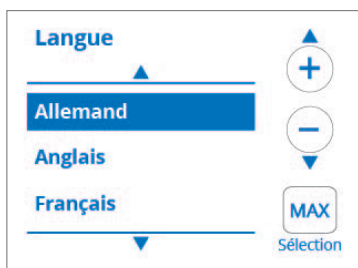 Langue
Allemand
Anglais
Français
+
−
MAX
Sélection